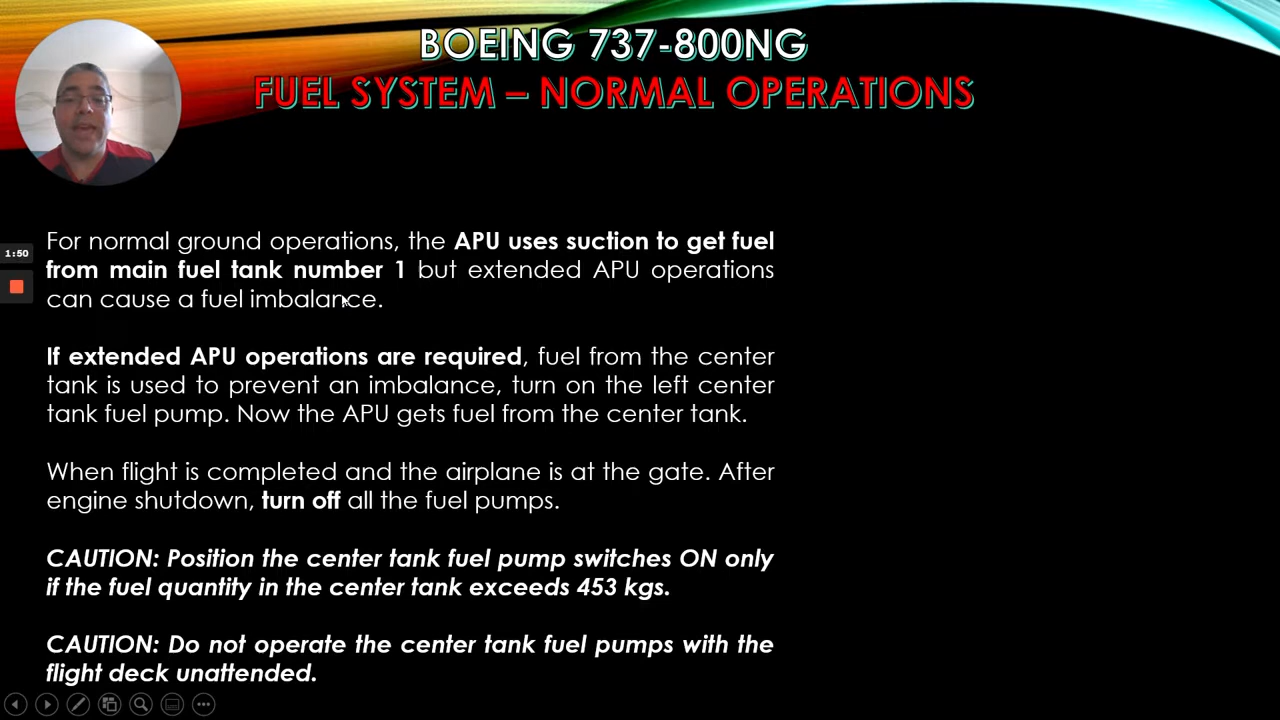 BOEING 737-800NG
FUEL SYSTEM – NORMAL OPERATIONS
For normal ground operations, the APU uses suction to get fuel
from main fuel tank number 1 but extended APU operations
can cause a fuel imbalance.
If extended APU operations are required, fuel from the center
tank is used to prevent an imbalance, turn on the left center
tank fuel pump. Now the APU gets fuel from the center tank.
When flight is completed and the airplane is at the gate. After
engine shutdown, turn off all the fuel pumps.
CAUTION: Position the center tank fuel pump switches ON only
if the fuel quantity in the center tank exceeds 453 kgs.
CAUTION: Do not operate the center tank fuel pumps with the
flight deck unattended.
1:50